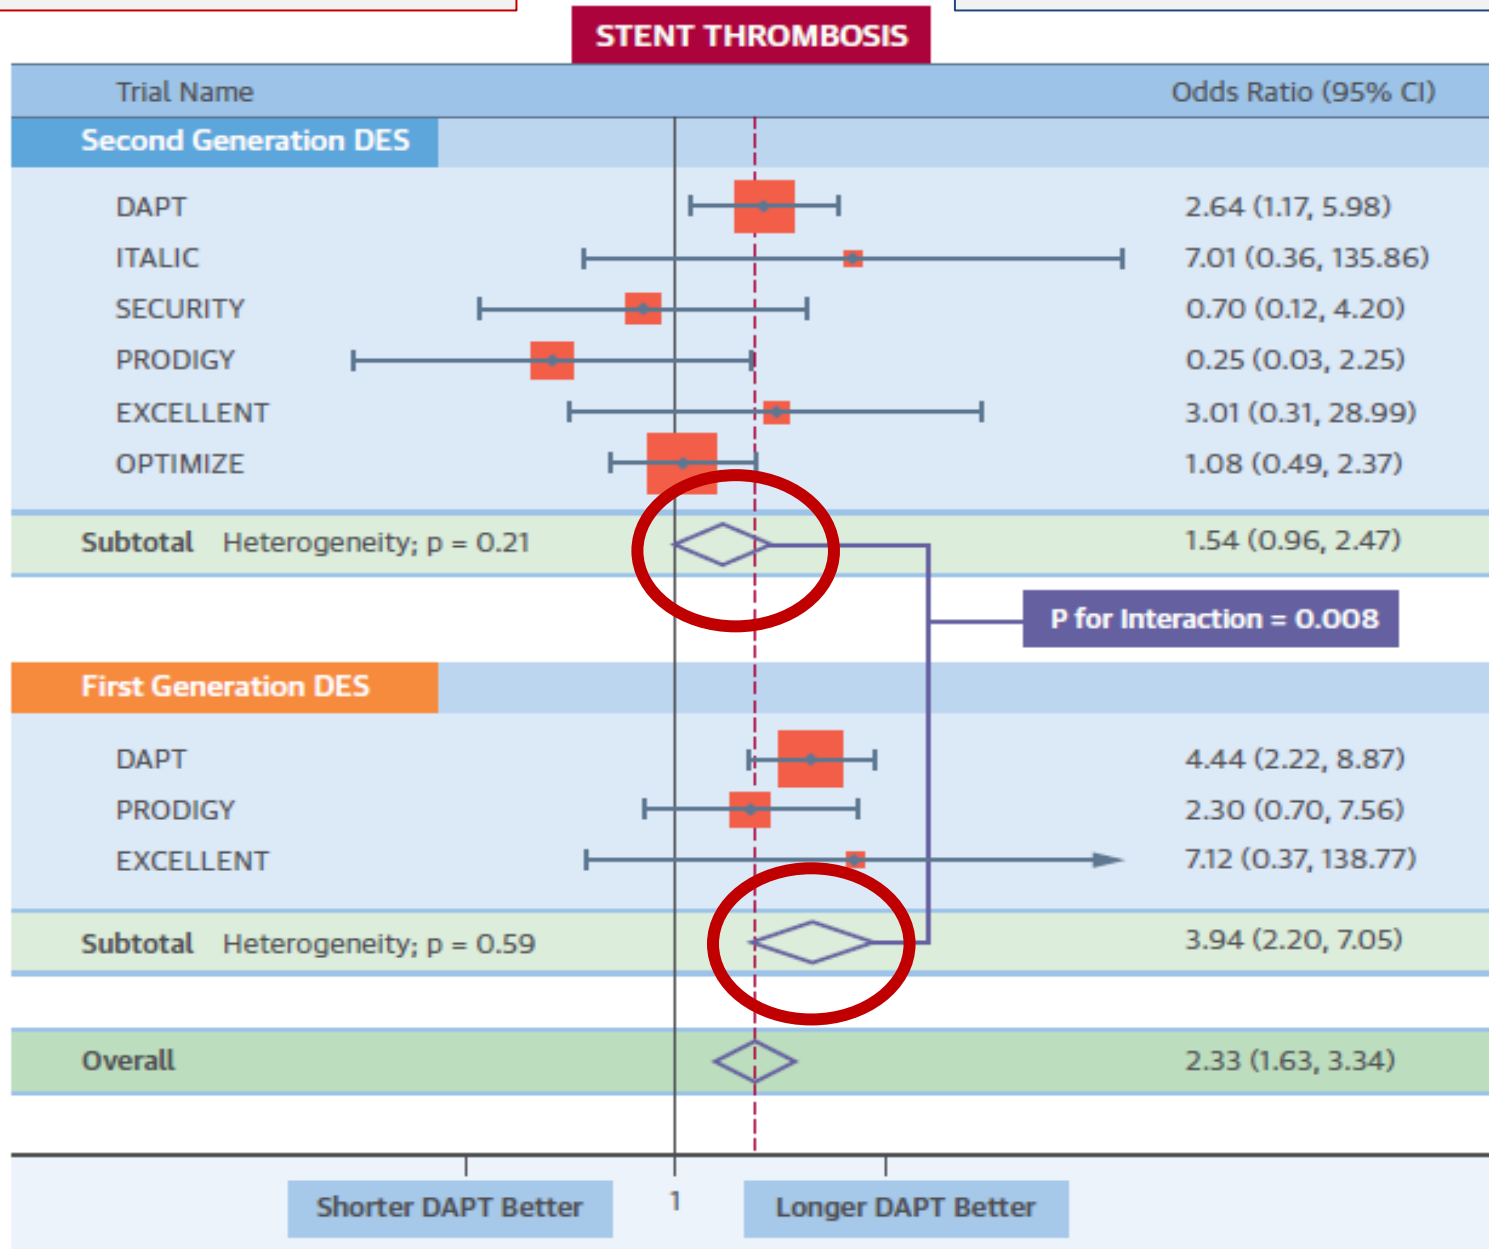 STENT THROMBOSIS
Trial Name Odds Ratio (95% CI)
Second Generation DES
DAPT 2.64 (1.17, 5.98)
ITALIC 7.01 (0.36, 135.86)
SECURITY 0.70 (0.12, 4.20)
PRODIGY 0.25 (0.03, 2.25)
EXCELLENT 3.01 (0.31, 28.99)
OPTIMIZE 1.08 (0.49, 2.37)
Subtotal Heterogeneity; p = 0.21 1.54 (0.96, 2.47)
P for Interaction = 0.008
First Generation DES
DAPT 4.44 (2.22, 8.87)
PRODIGY 2.30 (0.70, 7.56)
EXCELLENT 7.12 (0.37, 138.77)
Subtotal Heterogeneity; p = 0.59 3.94 (2.20, 7.05)
Overall 2.33 (1.63, 3.34)
Shorter DAPT Better 1 Longer DAPT Better